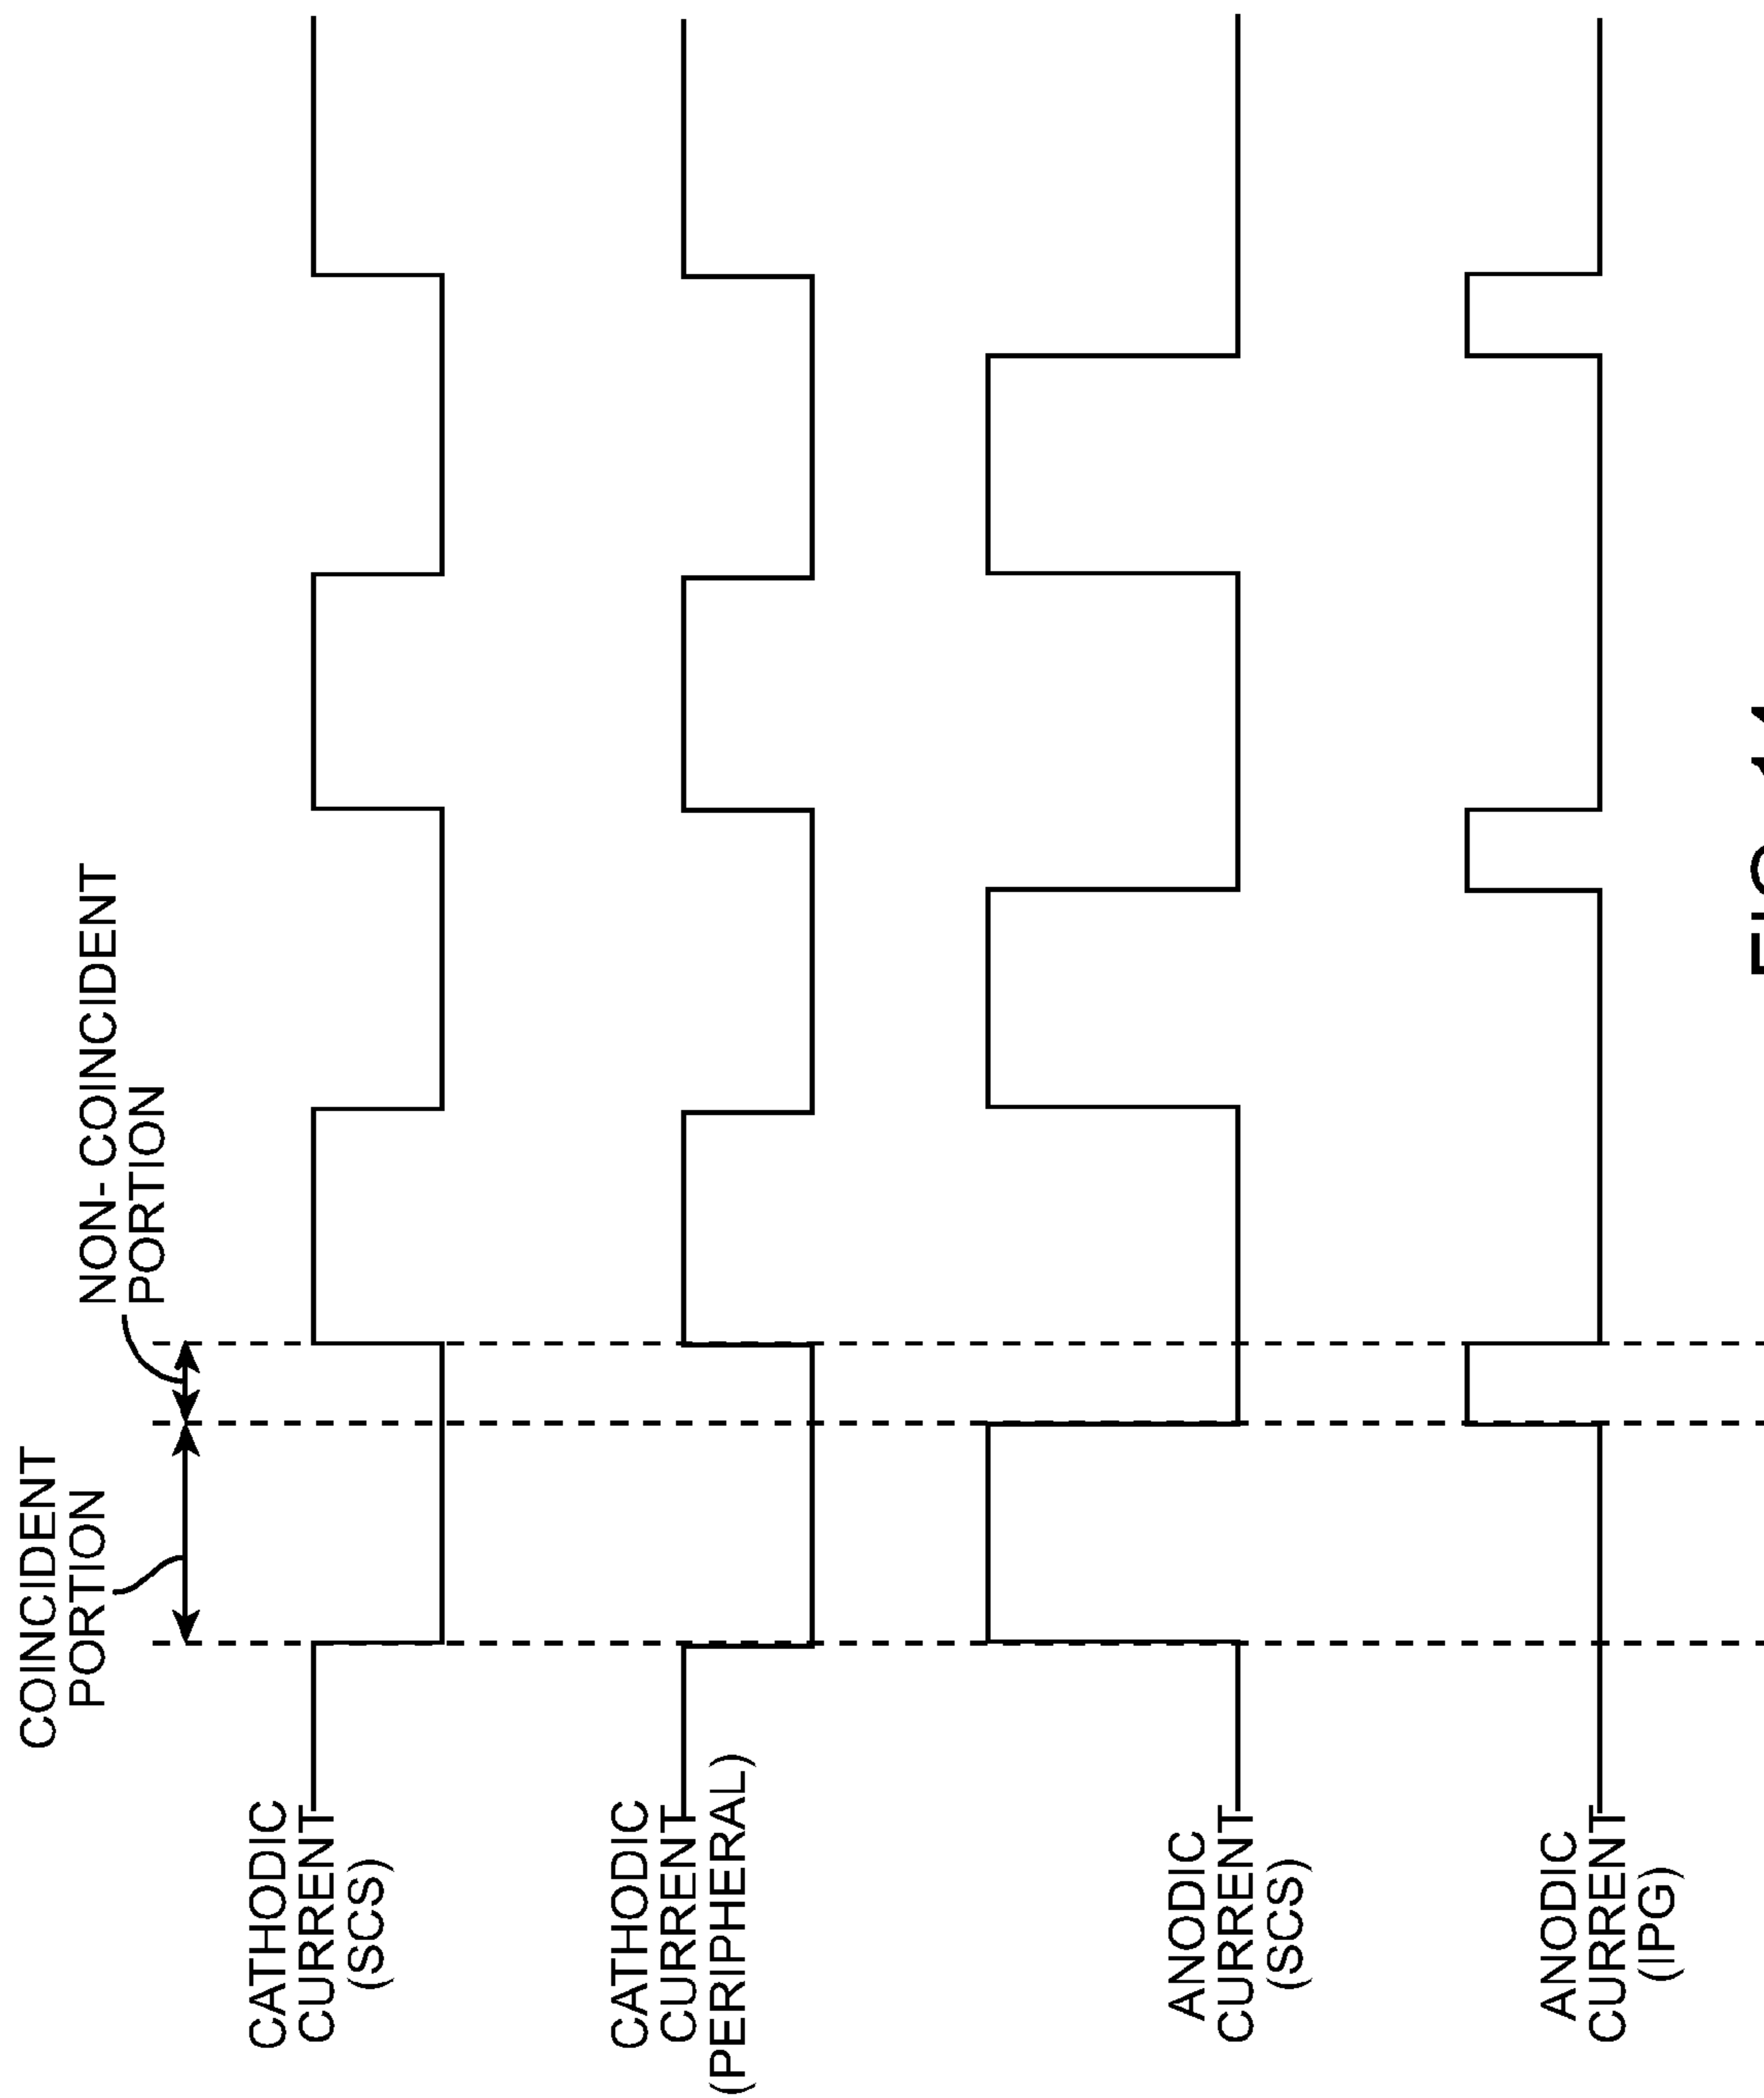 COINCIDENT
PORTION
NON- COINCIDENT
PORTION
CATHODIC
CURRENT
(SCS)
CATHODIC
CURRENT
(PERIPHERAL)
ANODIC
CURRENT
(SCS)
ANODIC
CURRENT
(IPG)